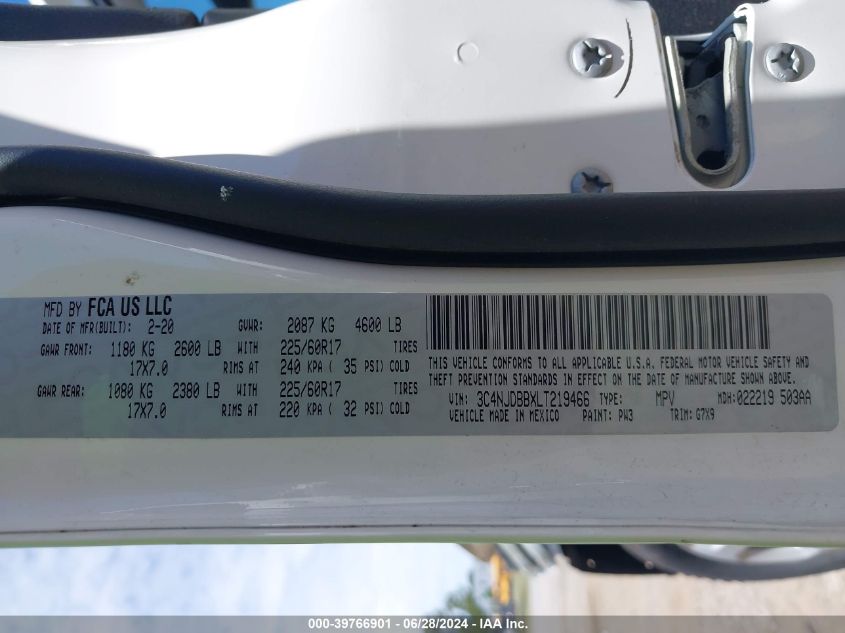 MFD BY FCA US LLC
DATE OF MFR(BUILT): 2-20 GVWR: 2087 KG 4600 LB
GAWR FRONT: 1180 KG 2600 LB WITH 225/60R17 TIRES
17X7.0 RIMS AT 240 KPA ( 35 PSI) COLD
GAWR REAR: 1080 KG 2380 LB WITH 225/60R17 TIRES
17X7.0 RIMS AT 220 KPA ( 32 PSI) COLD
THIS VEHICLE CONFORMS TO ALL APPLICABLE U.S.A. FEDERAL MOTOR VEHICLE SAFETY AND
THEFT PREVENTION STANDARDS IN EFFECT ON THE DATE OF MANUFACTURE SHOWN ABOVE.
VIN: 3C4NJDBBXLT219466 TYPE: MPV MDH:022219 503AA
VEHICLE MADE IN MEXICO PAINT: PW3 TRIM: G7X9
000-39766901 - 06/28/2024 - IAA Inc.